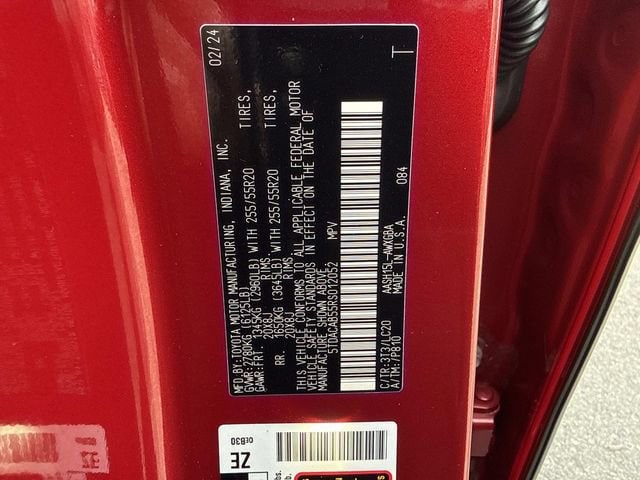 MFD.BY:TOYOTA MOTOR MANUFACTURING, INDIANA, INC. 02/24
GVWR:2780KG (6125LB)
GAWR:FRT. 1345KG (2960LB) WITH 255/55R20 TIRES,
20X8J RIMS,
RR. 1650KG (3645LB) WITH 255/55R20 TIRES,
20X8J RIMS
THIS VEHICLE CONFORMS TO ALL APPLICABLE FEDERAL MOTOR
VEHICLE SAFETY STANDARDS IN EFFECT ON THE DATE OF
MANUFACTURE SHOWN ABOVE.
MPV
C/TR:3T3/LC20 AASH15L-AWXGBA 084
A/TM:/P810 MADE IN U.S.A. T
ZE